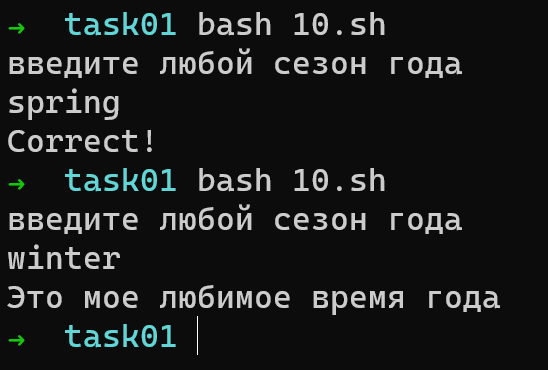 → task01 bash 10.sh
введите любой сезон года
spring
Correct!
→ task01 bash 10.sh
введите любой сезон года
winter
Это мое любимое время года
→ task01